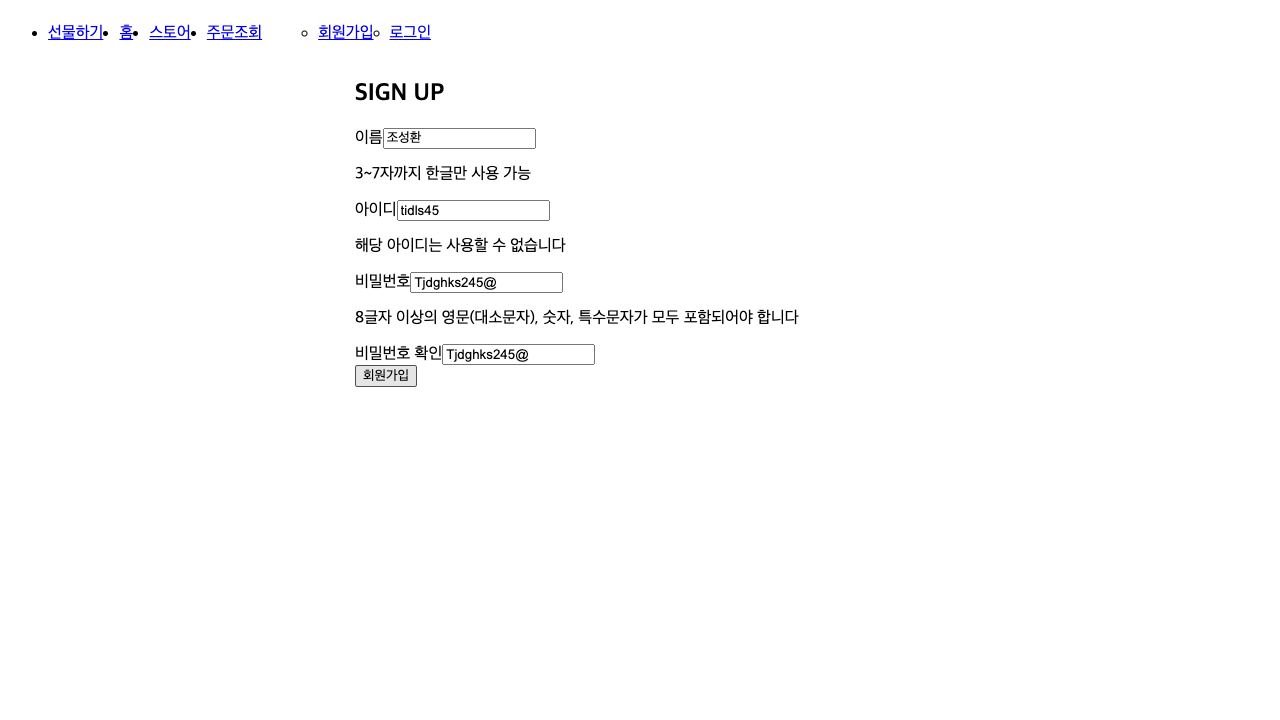 선물하기 홈 스토어 주문조회 회원가입 로그인
SIGN UP
이름 조성환
3~7자까지 한글만 사용 가능
아이디 tidls45
해당 아이디는 사용할 수 없습니다
비밀번호 Tjdghks245@
8글자 이상의 영문(대소문자), 숫자, 특수문자가 모두 포함되어야 합니다
비밀번호 확인 Tjdghks245@
회원가입